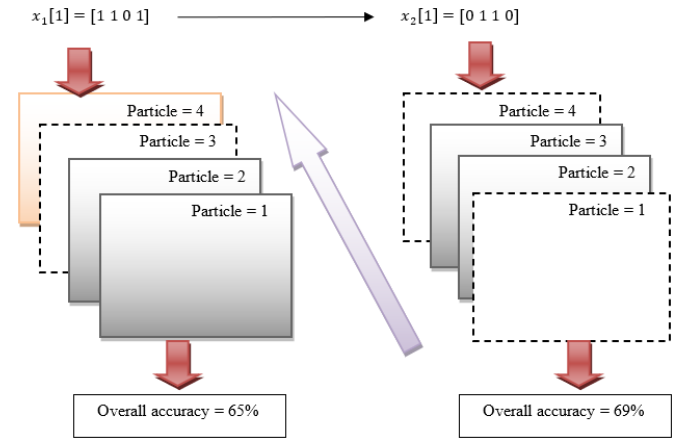 x₁[1] = [1 1 0 1]
x₂[1] = [0 1 1 0]
Particle = 4
Particle = 3
Particle = 2
Particle = 1
Particle = 4
Particle = 3
Particle = 2
Particle = 1
Overall accuracy = 65%
Overall accuracy = 69%